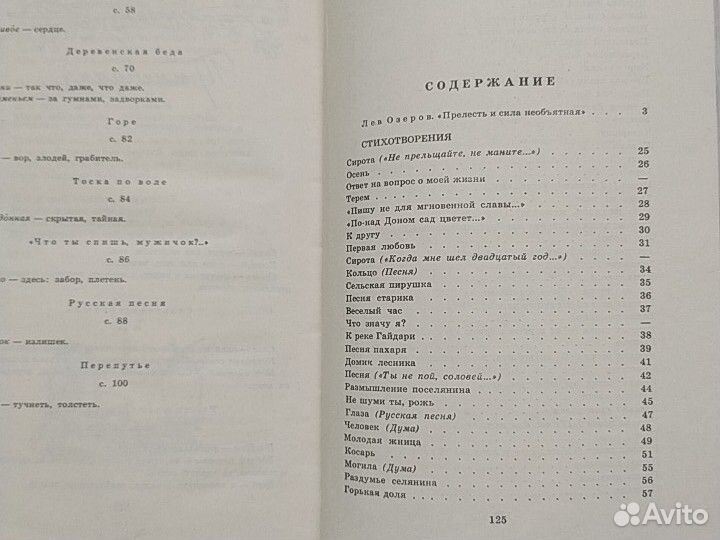 с. 58
— сердце.
Деревенская беда
с. 70
— так что, даже, что даже.
— за гумнами, задворками.
Горе
с. 82
— вор, злодей, грабитель.
Тоска по воле
с. 84
— скрытая, тайная.
«Что ты спишь, мужичок?..»
с. 86
— здесь: забор, плетень.
Русская песня
с. 88
— излишек.
Перепутье
с. 100
— тучнеть, толстеть.
СОДЕРЖАНИЕ
Лев Озеров. «Прелесть и сила необъятная» . . . 3
СТИХОТВОРЕНИЯ
Сирота («Не прельщайте, не маните...») 25
Осень 26
Ответ на вопрос о моей жизни —
Терем 27
«Пишу не для мгновенной славы...» 28
«По-над Доном сад цветет...» 29
К другу 30
Первая любовь 31
Сирота («Когда мне шел двадцатый год...») —
Кольцо (Песня) 34
Сельская пирушка 35
Песня старика 36
Веселый час 37
Что значу я? —
К реке Гайдари 38
Песня пахаря 39
Домик лесника 41
Песня («Ты не пой, соловей...») 42
Размышление поселянина 44
Не шуми ты, рожь 45
Глаза (Русская песня) 47
Человек (Дума) 48
Молодая жница 49
Косарь 51
Могила (Дума) 55
Раздумье селянина 56
Горькая доля 57
125
Avito